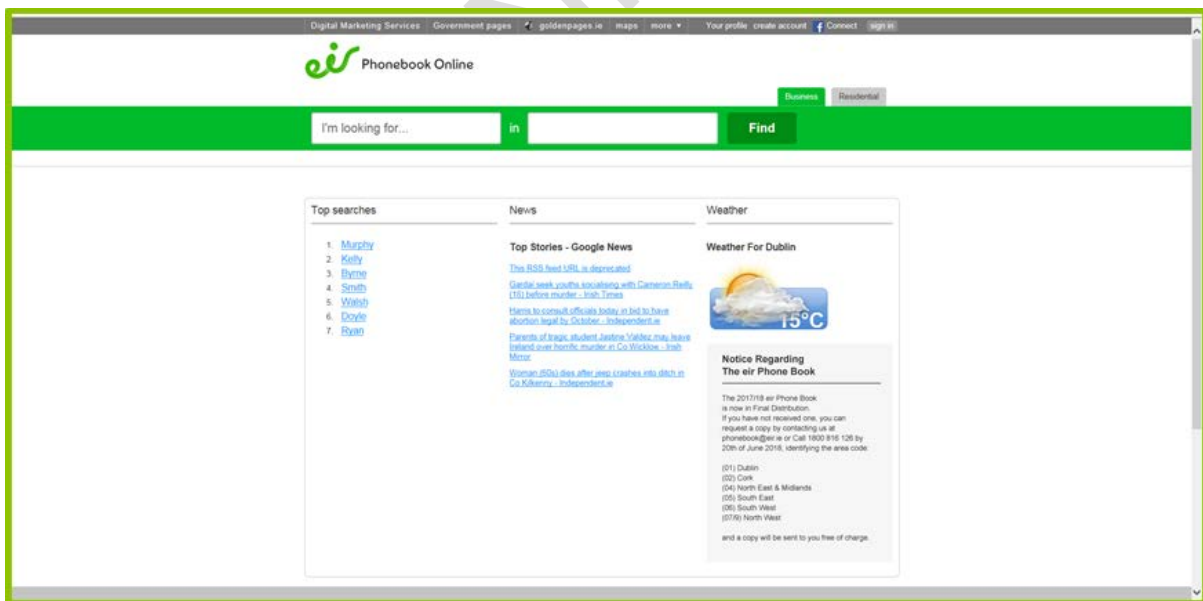 Digital Marketing Services Government pages goldenpages.ie maps more ▼ Your profile create account f Connect sign in
eir Phonebook Online
Business Residential
I'm looking for... in Find
Top searches
1. Murphy
2. Kelly
3. Byrne
4. Smith
5. Walsh
6. Doyle
7. Ryan
News
Top Stories - Google News
This RSS feed URL is deprecated
Gardaí seek youths socialising with Cameron Reilly
(18) before murder - Irish Times
Harris to consult officials today in bid to have
abortion legal by October - Independent.ie
Parents of tragic student Jastine Valdez may leave
Ireland over horrific murder in Co Wicklow - Irish
Mirror
Woman (60s) dies after jeep crashes into ditch in
Co Kilkenny - Independent.ie
Weather
Weather For Dublin
15°C
Notice Regarding
The eir Phone Book
The 2017/18 eir Phone Book
is now in Final Distribution.
If you have not received one, you can
request a copy by contacting us at
phonebook@eir.ie or Call 1800 816 126 by
20th of June 2018, identifying the area code:
(01) Dublin
(02) Cork
(04) North East & Midlands
(05) South East
(06) South West
(07/9) North West
and a copy will be sent to you free of charge.